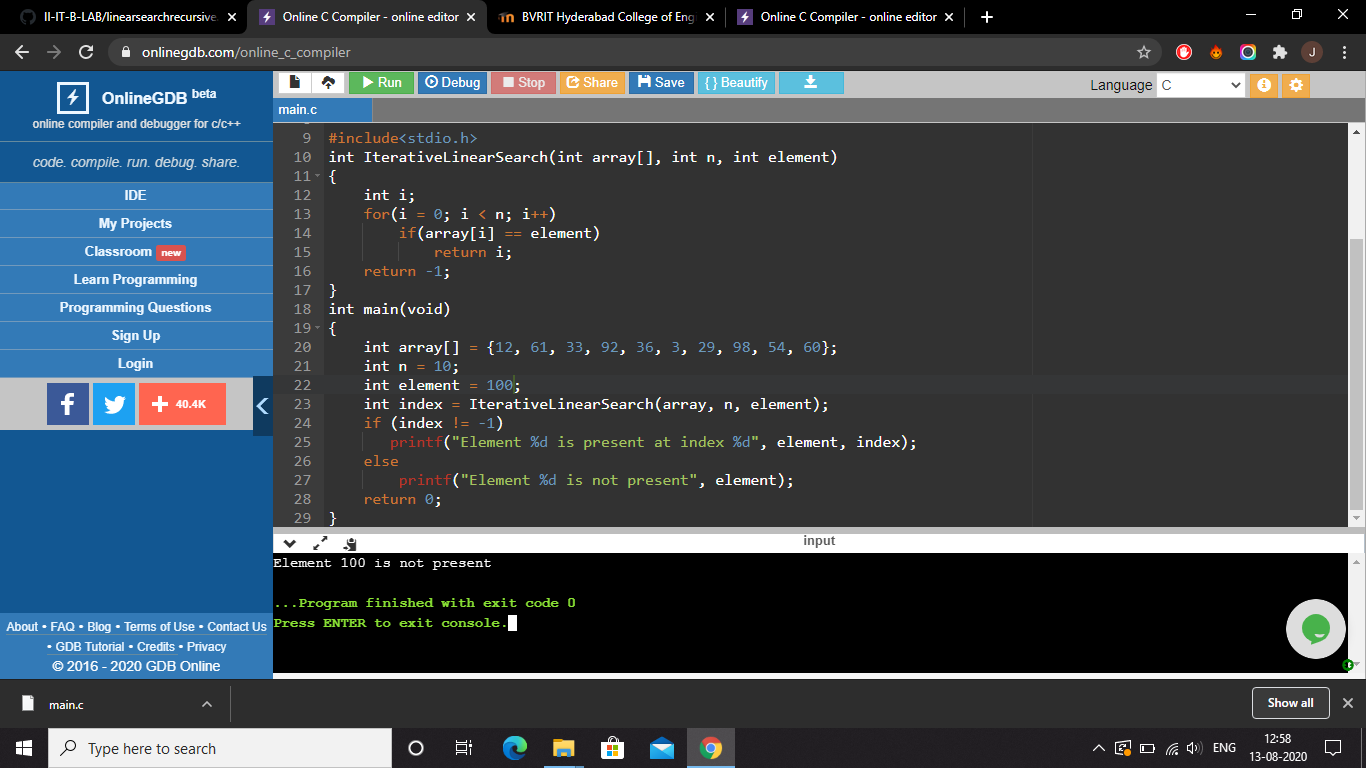 II-IT-B-LAB/linearsearchrecursive.
Online C Compiler - online editor
BVRIT Hyderabad College of Eng
Online C Compiler - online editor
onlinegdb.com/online_c_compiler
J
OnlineGDB beta
online compiler and debugger for c/c++
code. compile. run. debug. share.
IDE
My Projects
Classroom new
Learn Programming
Programming Questions
Sign Up
Login
40.4K
About • FAQ • Blog • Terms of Use • Contact Us
• GDB Tutorial • Credits • Privacy
© 2016 - 2020 GDB Online
Run Debug Stop Share Save { } Beautify
Language C
main.c
9 #include<stdio.h>
10 int IterativeLinearSearch(int array[], int n, int element)
11 {
12 int i;
13 for(i = 0; i < n; i++)
14 if(array[i] == element)
15 return i;
16 return -1;
17 }
18 int main(void)
19 {
20 int array[] = {12, 61, 33, 92, 36, 3, 29, 98, 54, 60};
21 int n = 10;
22 int element = 100;
23 int index = IterativeLinearSearch(array, n, element);
24 if (index != -1)
25 printf("Element %d is present at index %d", element, index);
26 else
27 printf("Element %d is not present", element);
28 return 0;
29 }
input
Element 100 is not present
...Program finished with exit code 0
Press ENTER to exit console.
main.c
Show all
Type here to search
ENG
12:58
13-08-2020